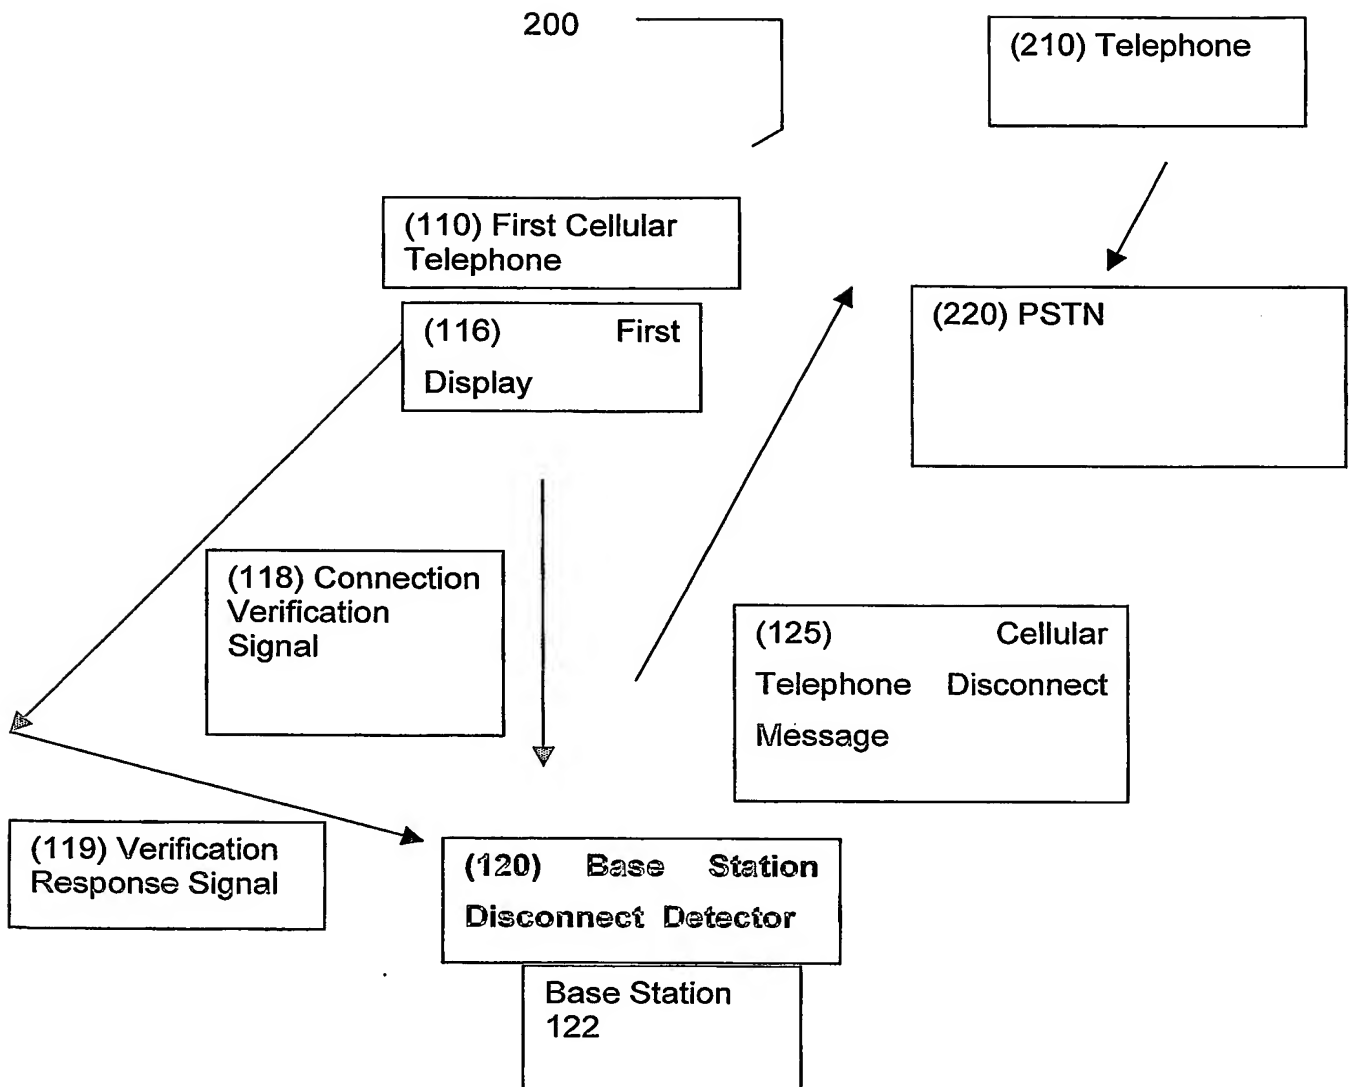 200
(210) Telephone
(110) First Cellular
Telephone
(116) First
Display
(220) PSTN
(118) Connection
Verification
Signal
(125) Cellular
Telephone Disconnect
Message
(119) Verification
Response Signal
(120) Base Station
Disconnect Detector
Base Station
122